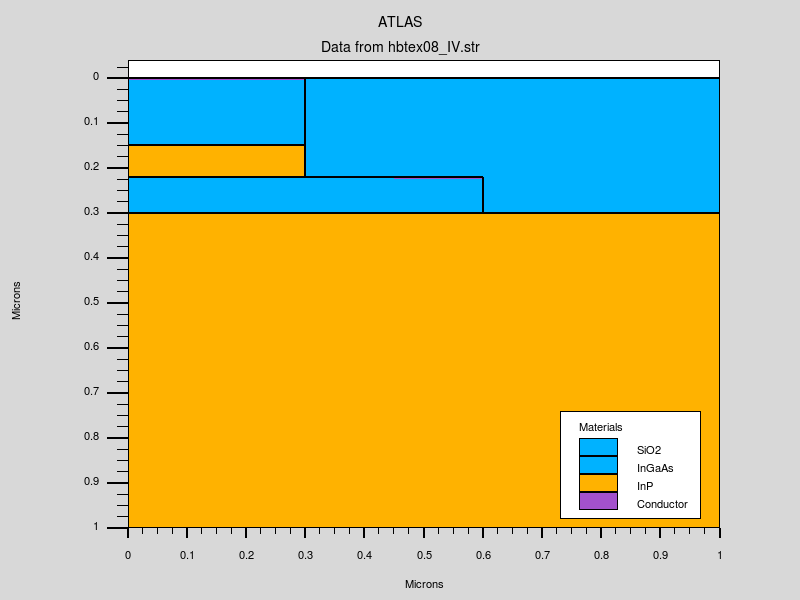 ATLAS
Data from hbtex08_IV.str
0
0.1
0.2
0.3
0.4
0.5
0.6
0.7
0.8
0.9
1
Microns
Materials
SiO2
InGaAs
InP
Conductor
0 0.1 0.2 0.3 0.4 0.5 0.6 0.7 0.8 0.9 1
Microns